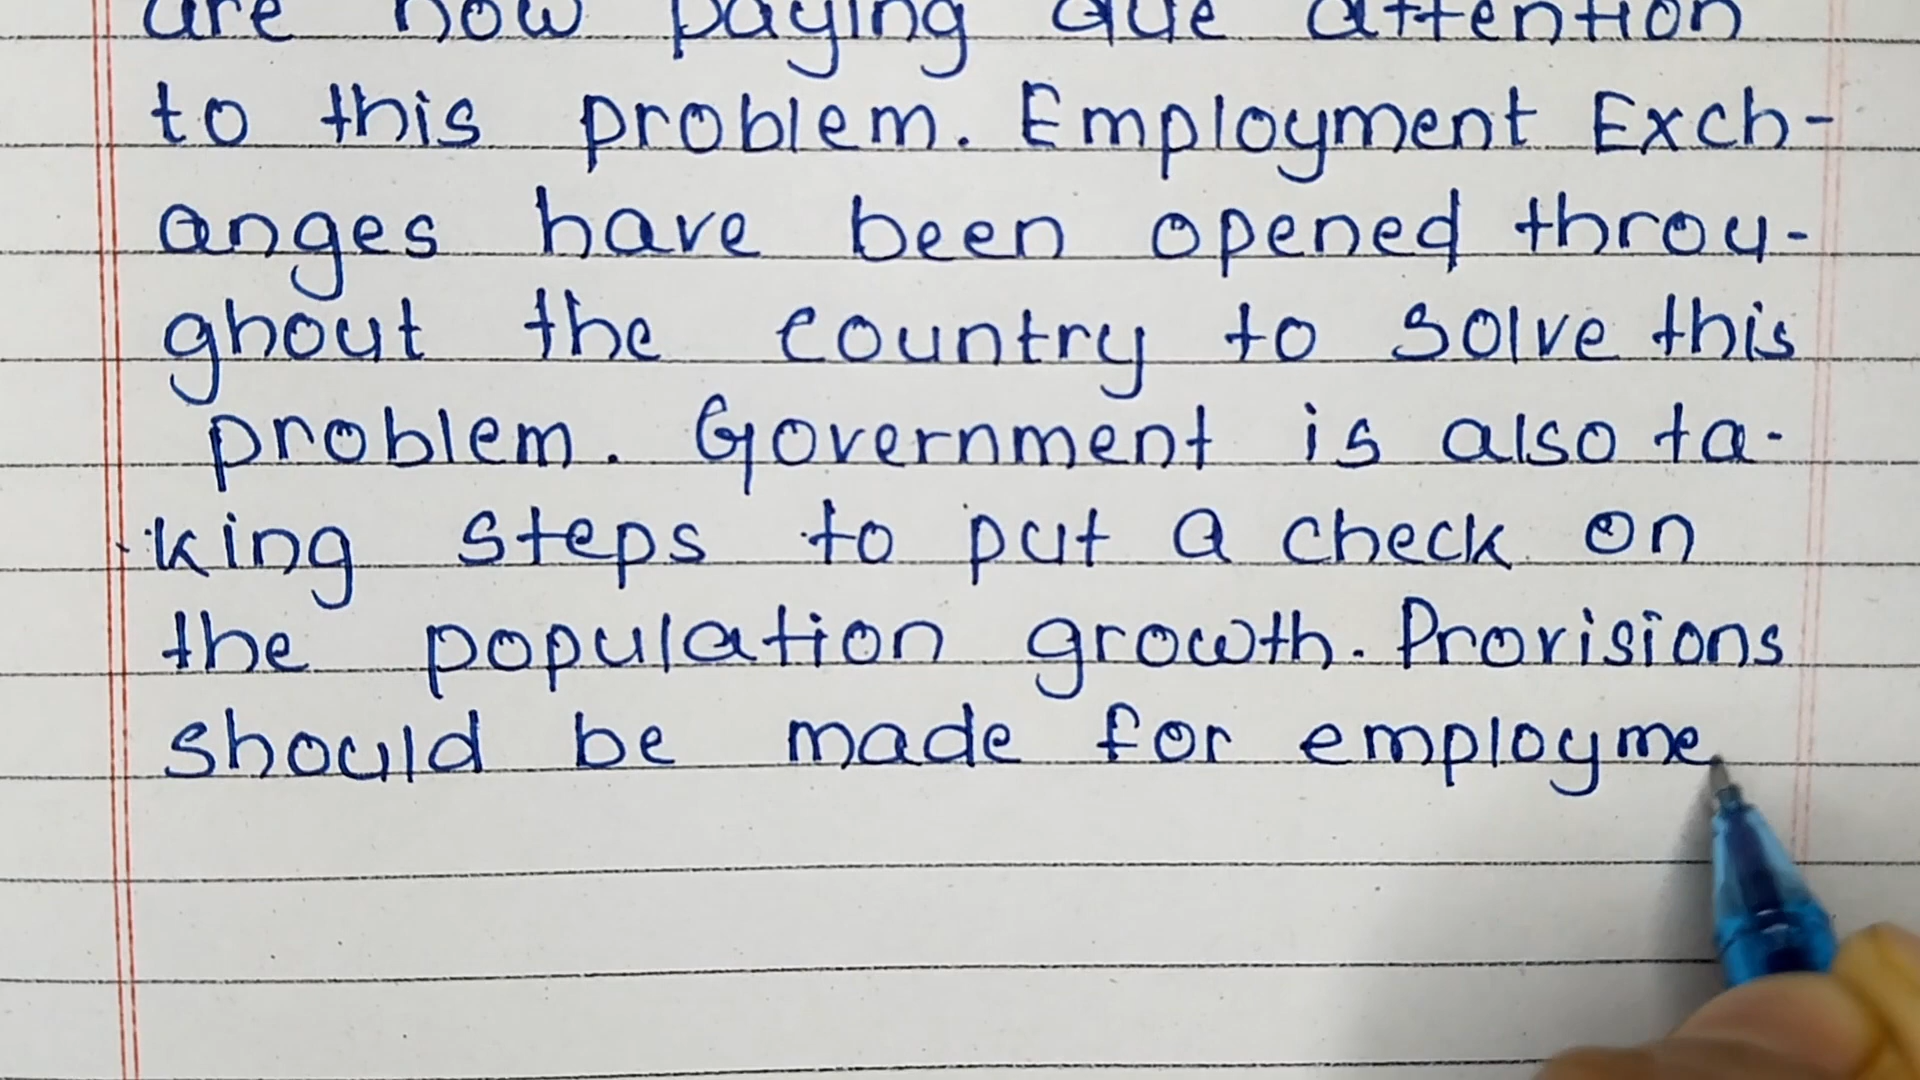 are now paying due attention
to this problem. Employment Exch-
anges have been opened throu-
ghout the country to solve this
problem. Government is also ta-
king steps to put a check on
the population growth. Provisions
should be made for employme